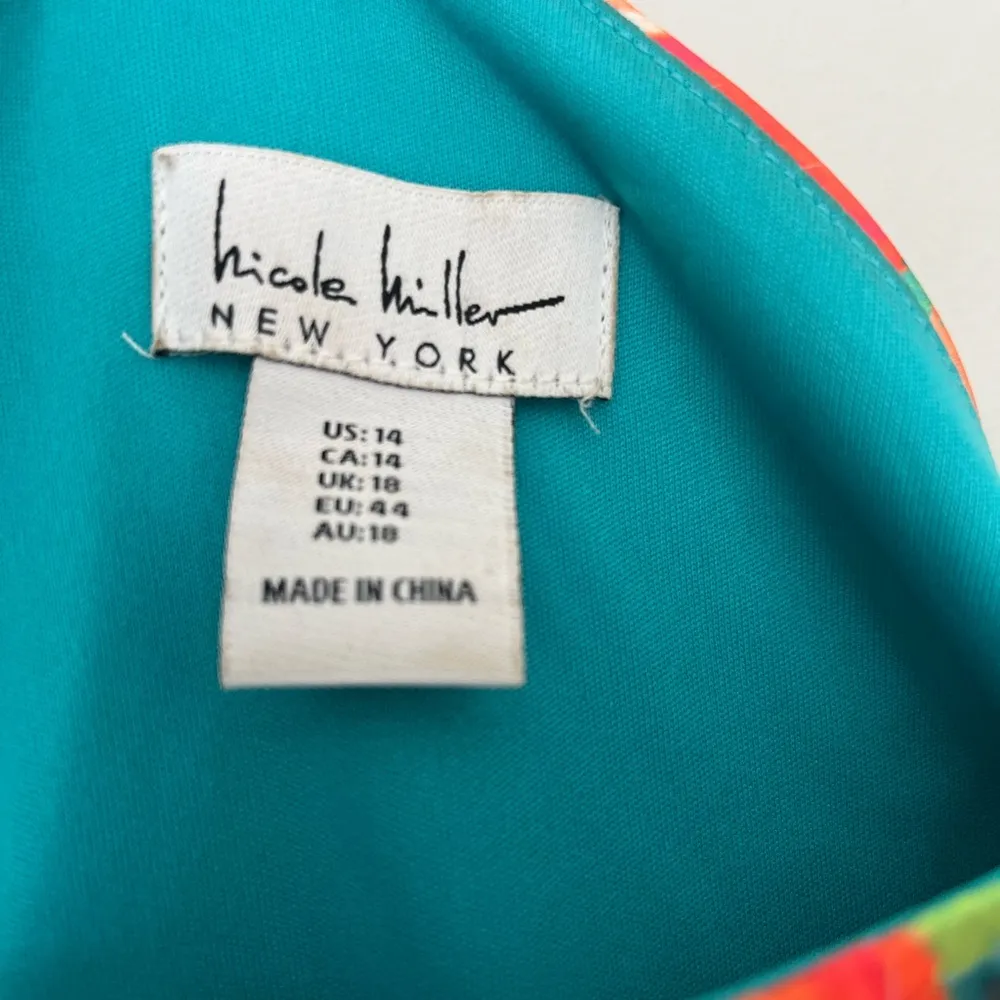 Nicole Miller
NEW YORK
US: 14
CA: 14
UK: 18
EU: 44
AU: 18
MADE IN CHINA